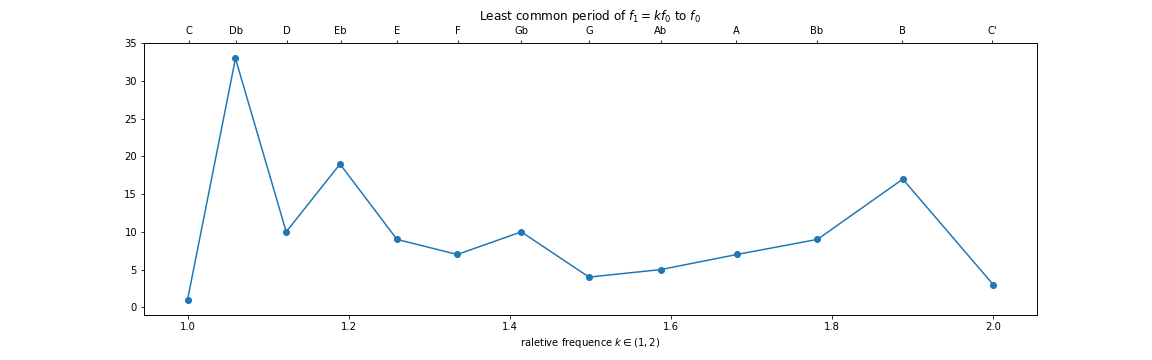 Least common period of f₁ = kf₀ to f₀
C Db D Eb E F Gb G Ab A Bb B C'
35
30
25
20
15
10
5
0
1.0 1.2 1.4 1.6 1.8 2.0
raletive frequence k ∈ (1, 2)